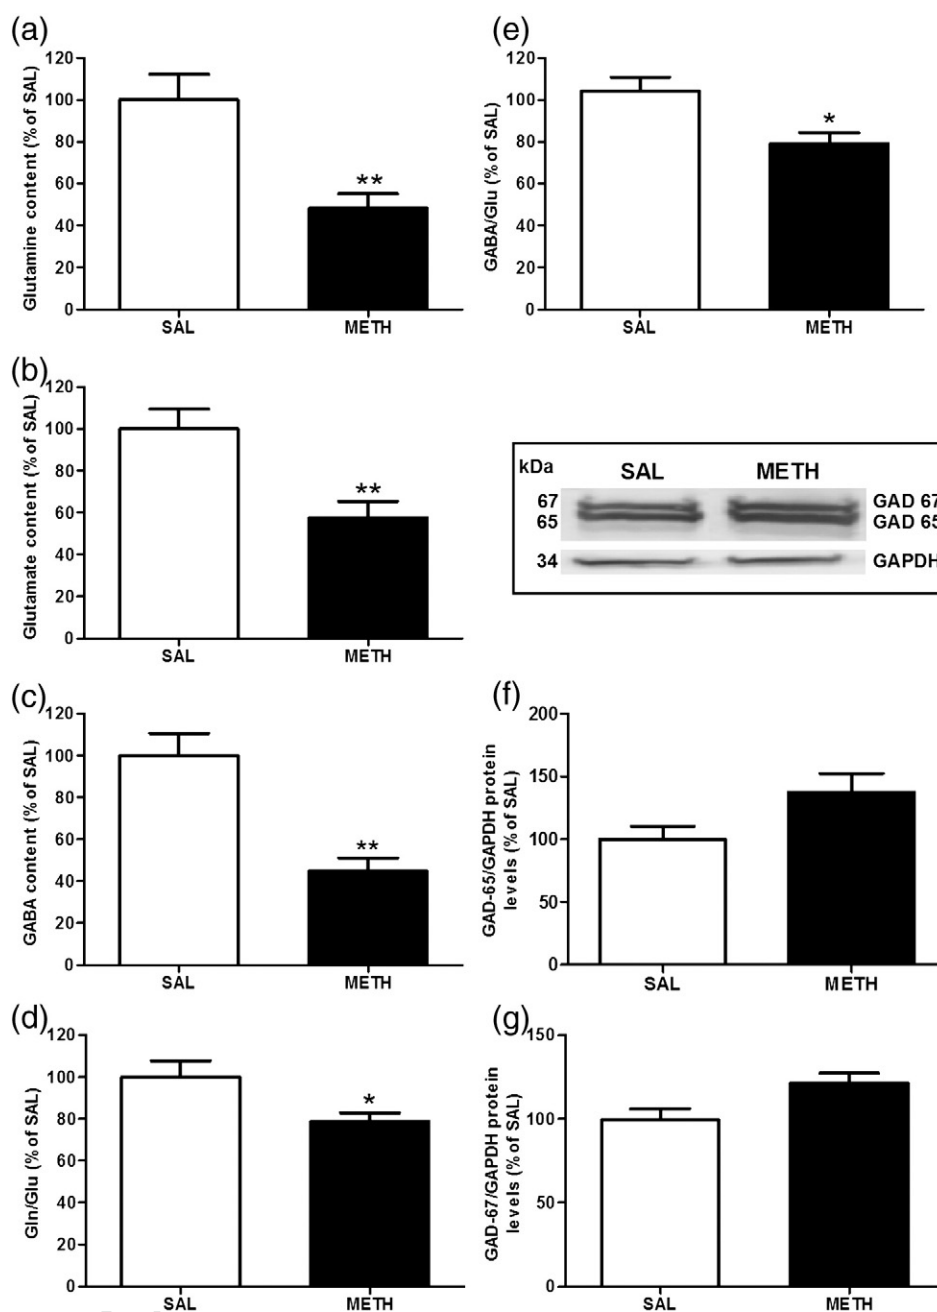 (a)
Glutamine content (% of SAL)
120
100
80
60
40
20
0
**
SAL METH
(b)
Glutamate content (% of SAL)
120
100
80
60
40
20
0
**
SAL METH
(c)
GABA content (% of SAL)
120
100
80
60
40
20
0
**
SAL METH
(d)
Gln/Glu (% of SAL)
120
100
80
60
40
20
0
*
SAL METH
(e)
GABA/Glu (% of SAL)
120
100
80
60
40
20
0
*
SAL METH
kDa SAL METH
67 GAD 67
65 GAD 65
34 GAPDH
(f)
GAD-65/GAPDH protein
levels (% of SAL)
200
150
100
50
0
SAL METH
(g)
GAD-67/GAPDH protein
levels (% of SAL)
150
100
50
0
SAL METH